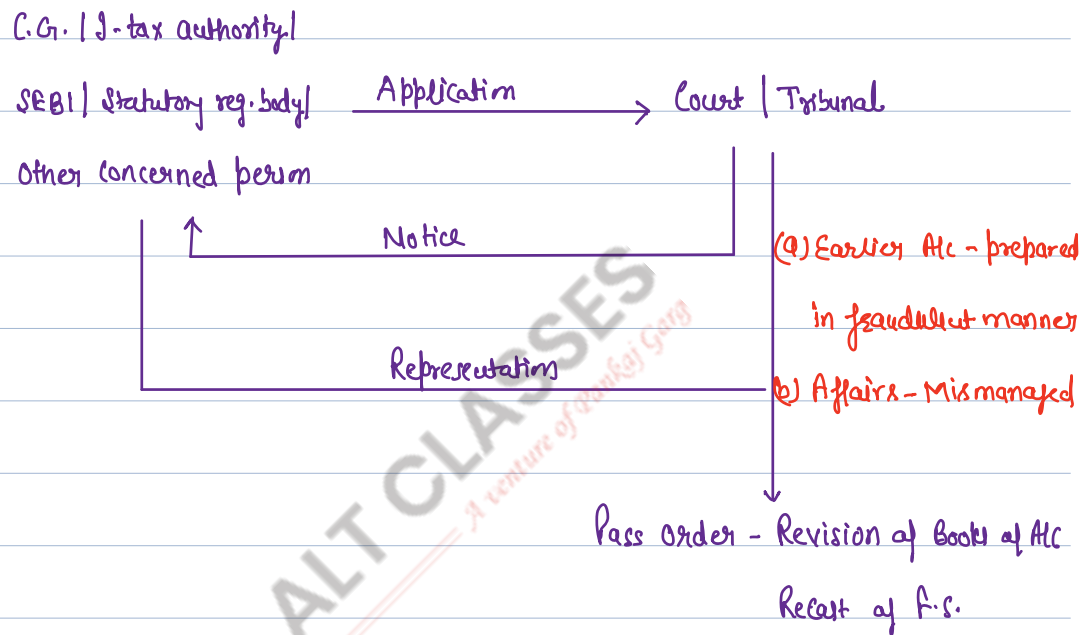 C.G. | I-tax authority |
SEBI | Statutory reg. body | Application Court | Tribunal
Other concerned person
Notice
(a) Earlier A/c - prepared
in fraudulent manner
Representation
(b) Affairs - Mismanaged
Pass order - Revision of Books of A/c
Recast of F.S.
ALT CLASSES
A venture of Pankaj Garg